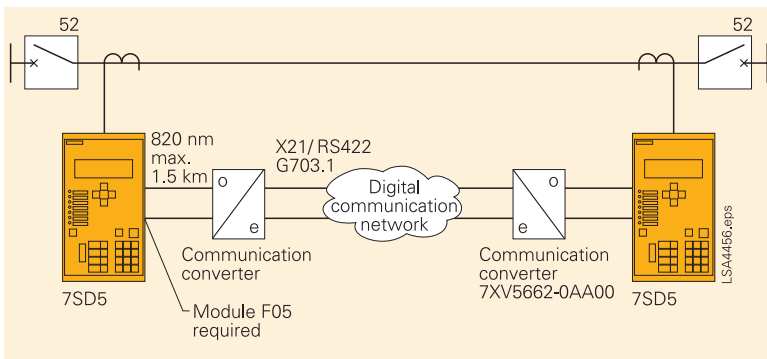 52
52
820 nm
max.
1.5 km
X21/ RS422
G703.1
o
e
Digital
communication
network
o
e
Communication
converter
Communication
converter
7XV5662-0AA00
7SD5
Module F05
required
7SD5
LSA4456.eps